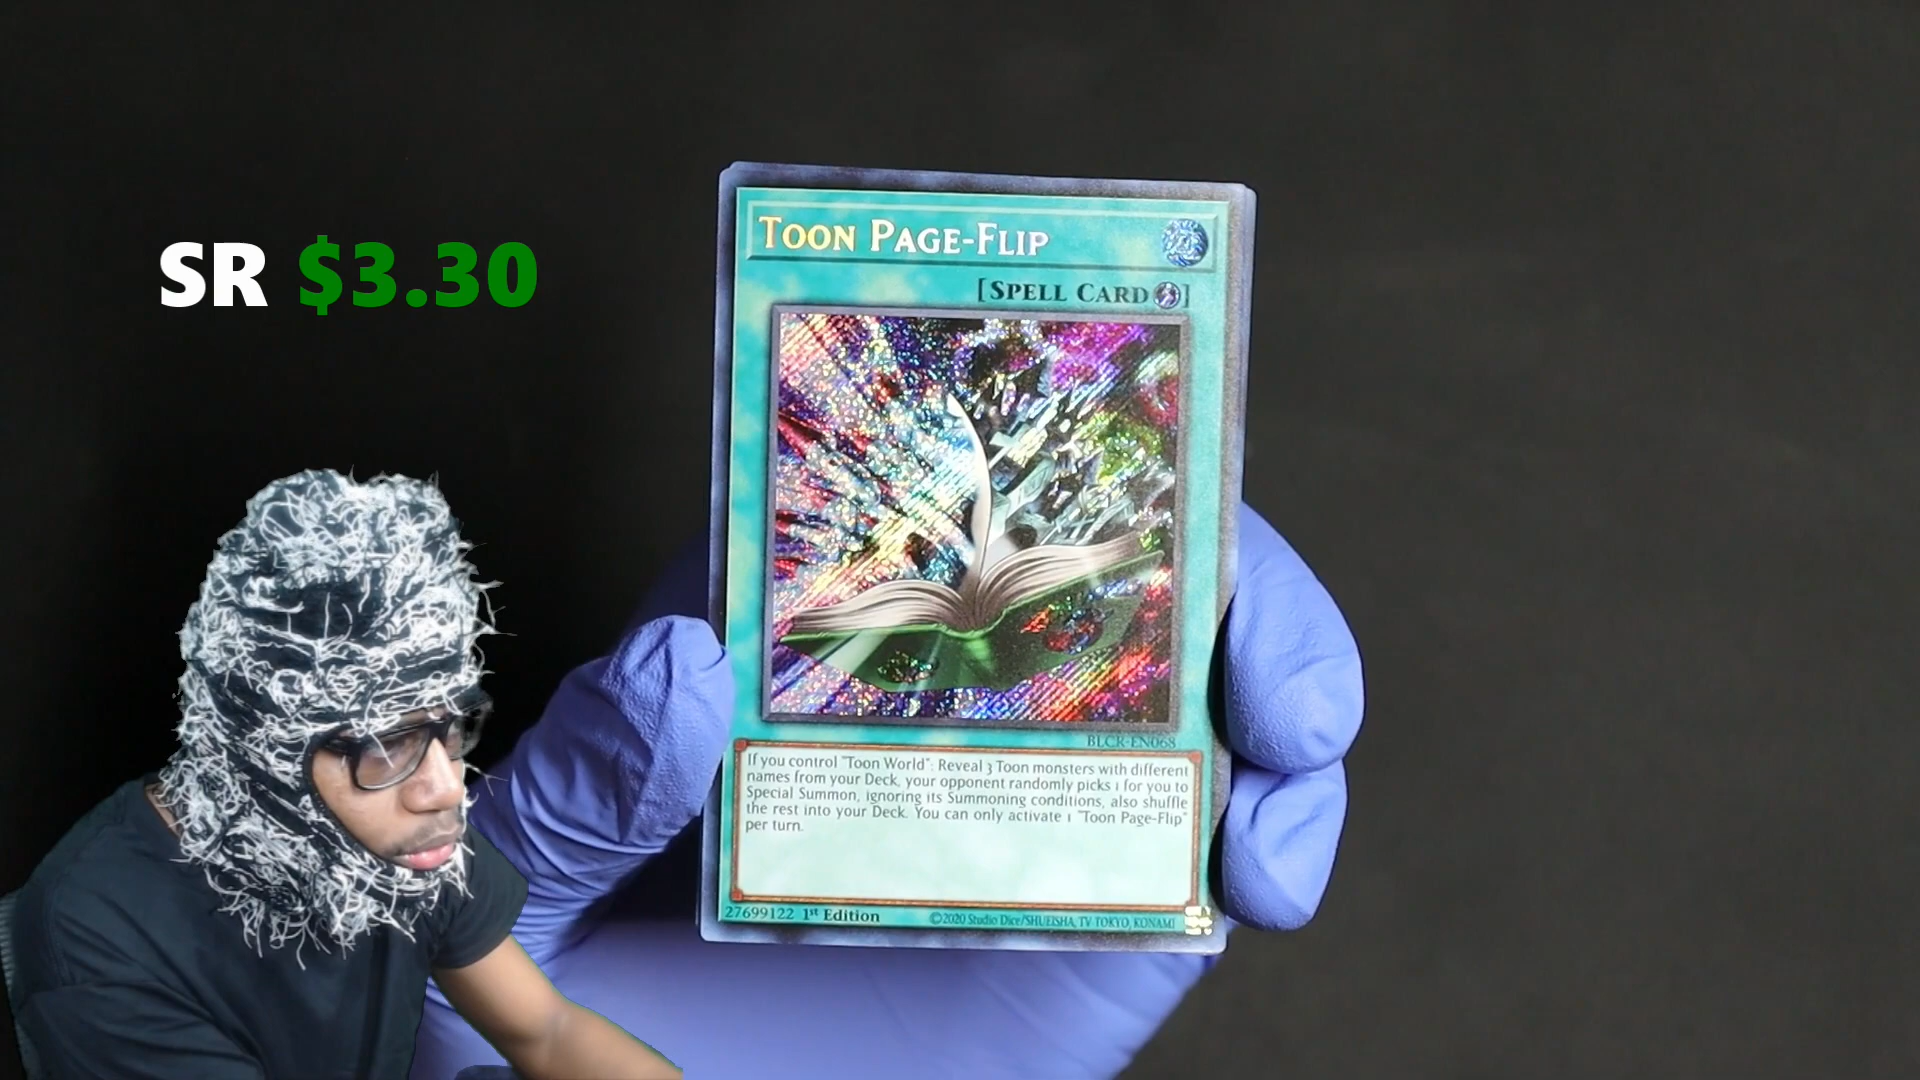 SR $3.30
TOON PAGE-FLIP
[SPELL CARD]
BLCR-EN068
If you control "Toon World": Reveal 3 Toon monsters with different
names from your Deck, your opponent randomly picks 1 for you to
Special Summon, ignoring its Summoning conditions, also shuffle
the rest into your Deck. You can only activate 1 "Toon Page-Flip"
per turn.
27699122 1st Edition
©2020 Studio Dice/SHUEISHA, TV TOKYO, KONAMI